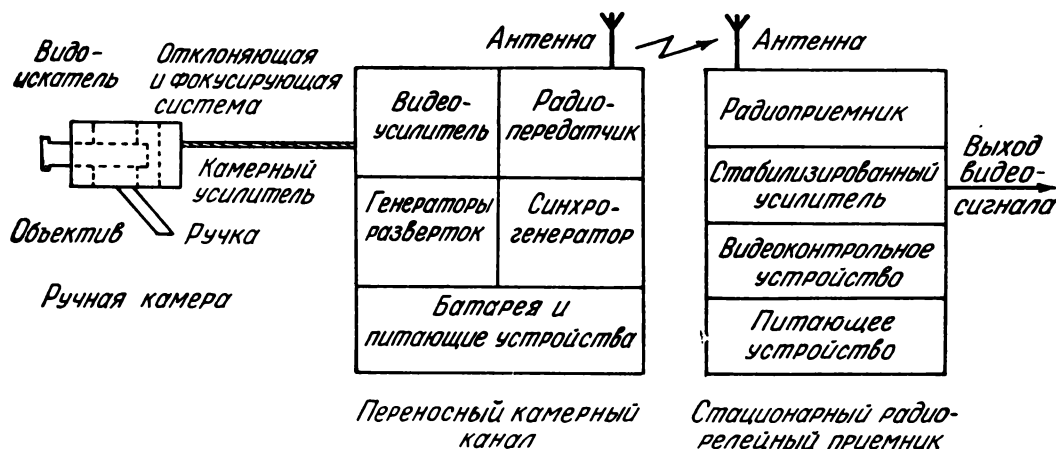 Видо-
искатель
Отклоняющая
и фокусирующая
система
Камерный
усилитель
Объектив
Ручка
Ручная камера
Антенна
Видео-
усилитель
Радио-
передатчик
Генераторы
разверток
Синхро-
генератор
Батарея и
питающие устройства
Переносный камерный
канал
Антенна
Радиоприемник
Стабилизированный
усилитель
Видеоконтрольное
устройство
Питающее
устройство
Выход
видео-
сигнала
Стационарный радио-
релейный приемник